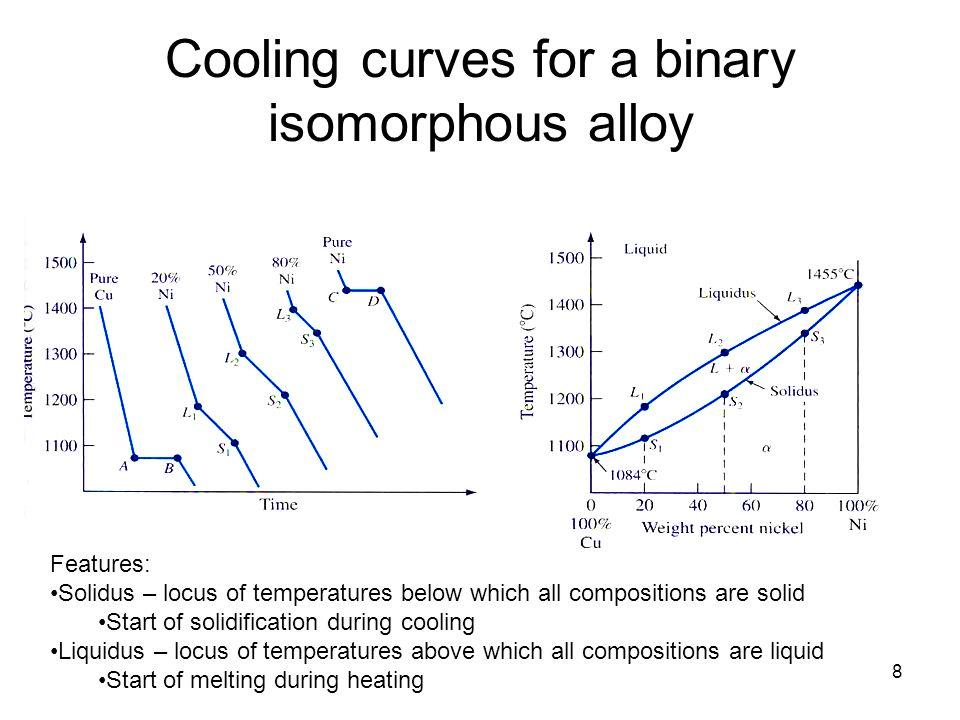 Cooling curves for a binary
isomorphous alloy
Temperature (°C)
1500
1400
1300
1200
1100
Pure
Cu
20%
Ni
50%
Ni
80%
Ni
Pure
Ni
A
B
L1
S1
L2
S2
L3
S3
C
D
Time
Temperature (°C)
1500
1400
1300
1200
1100
Liquid
1455°C
Liquidus
L3
S3
L2
L + α
Solidus
S2
L1
S1
α
1084°C
0 20 40 60 80 100%
100% Weight percent nickel Ni
Cu
Features:
•Solidus – locus of temperatures below which all compositions are solid
•Start of solidification during cooling
•Liquidus – locus of temperatures above which all compositions are liquid
•Start of melting during heating
8